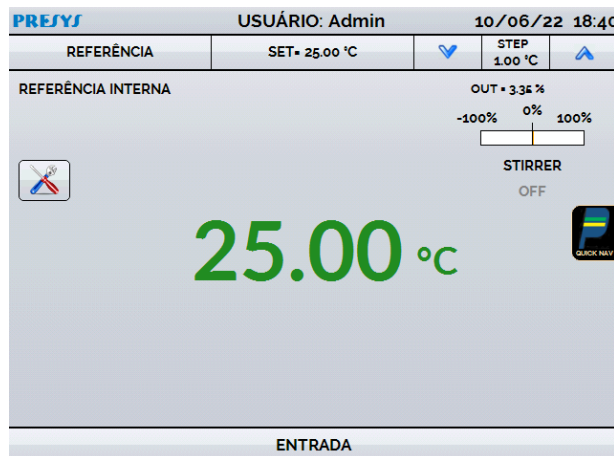 PRESYS USUÁRIO: Admin 10/06/22 18:40
REFERÊNCIA SET= 25.00 °C STEP
1.00 °C
REFERÊNCIA INTERNA OUT = 3.35 %
-100% 0% 100%
STIRRER
OFF
25.00 °C
QUICK NAV
ENTRADA